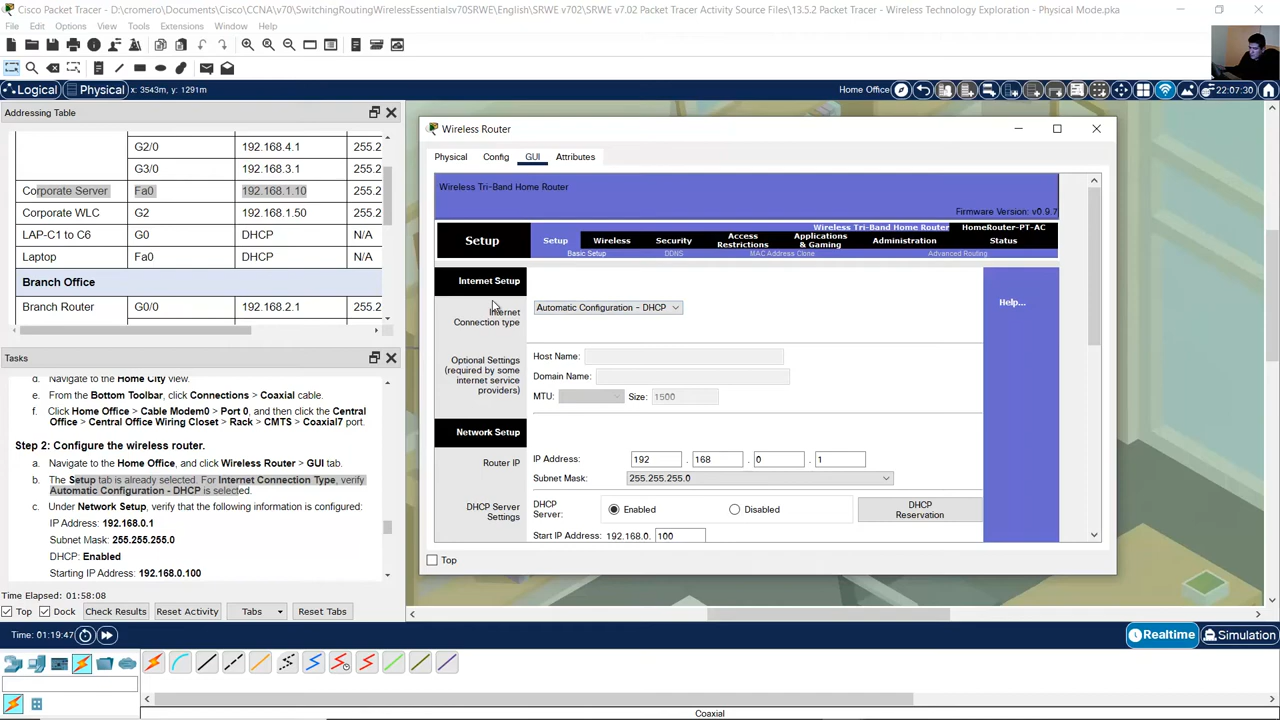 Cisco Packet Tracer - D:\cromero\Documents\Cisco\CCNA\v70\SwitchingRoutingWirelessEssentialsv70SRWE\English\SRWE v702\SRWE v7.02 Packet Tracer Activity Source Files\13.5.2 Packet Tracer - Wireless Technology Exploration - Physical Mode.pka
File Edit Options View Tools Extensions Window Help
Logical Physical x: 3543m, y: 1291m Home Office 22:07:30
Addressing Table
G2/0 192.168.4.1 255.2
G3/0 192.168.3.1 255.2
Corporate Server Fa0 192.168.1.10 255.2
Corporate WLC G2 192.168.1.50 255.2
LAP-C1 to C6 G0 DHCP N/A
Laptop Fa0 DHCP N/A
Branch Office
Branch Router G0/0 192.168.2.1 255.2
Tasks
d. Navigate to the Home City view.
e. From the Bottom Toolbar, click Connections > Coaxial cable.
f. Click Home Office > Cable Modem0 > Port 0, and then click the Central
Office > Central Office Wiring Closet > Rack > CMTS > Coaxial7 port.
Step 2: Configure the wireless router.
a. Navigate to the Home Office, and click Wireless Router > GUI tab.
b. The Setup tab is already selected. For Internet Connection Type, verify
Automatic Configuration - DHCP is selected.
c. Under Network Setup, verify that the following information is configured:
IP Address: 192.168.0.1
Subnet Mask: 255.255.255.0
DHCP: Enabled
Starting IP Address: 192.168.0.100
Time Elapsed: 01:58:08
Top Dock Check Results Reset Activity Tabs Reset Tabs
Wireless Router
Physical Config GUI Attributes
Wireless Tri-Band Home Router
Firmware Version: v0.9.7
Wireless Tri-Band Home Router HomeRouter-PT-AC
Setup Setup Wireless Security Access Restrictions Applications & Gaming Administration Status
Basic Setup DDNS MAC Address Clone Advanced Routing
Internet Setup
Internet
Connection type
Automatic Configuration - DHCP
Help...
Optional Settings
(required by some
internet service
providers)
Host Name:
Domain Name:
MTU: Size: 1500
Network Setup
Router IP
IP Address: 192 . 168 . 0 . 1
Subnet Mask: 255.255.255.0
DHCP Server
Settings
DHCP
Server: Enabled Disabled DHCP
Reservation
Start IP Address: 192.168.0. 100
Top
Time: 01:19:47 Realtime Simulation
Coaxial